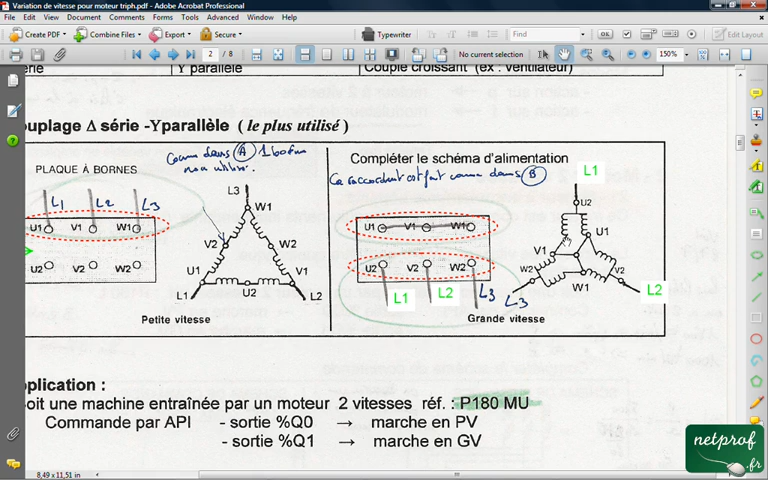 Variation de vitesse pour moteur triph.pdf - Adobe Acrobat Professional
File Edit View Document Comments Forms Tools Advanced Window Help
Create PDF Combine Files Export Secure Typewriter Find Edit Layout
2 / 8 No current selection 150%
Y parallèle Couple croissant (ex : ventilateur)
ouplage Δ série -Yparallèle ( le plus utilisé )
PLAQUE À BORNES
Comme dans A 1 borne
non utilisée.
L1 L2 L3
U1 V1 W1
U2 V2 W2
L3
W1
V2 W2
U1 V1
L1 U2 L2
Petite vitesse
Compléter le schéma d'alimentation
Ce raccordement est fait comme dans B
U1 V1 W1
U2 V2 W2
L1 L2 L3
L1
U2
U1
V1
W2 W1 V2
L3 L2
Grande vitesse
plication :
oit une machine entraînée par un moteur 2 vitesses réf. : P180 MU
Commande par API - sortie %Q0 → marche en PV
- sortie %Q1 → marche en GV
8,49 x 11,51 in
netprof
.fr